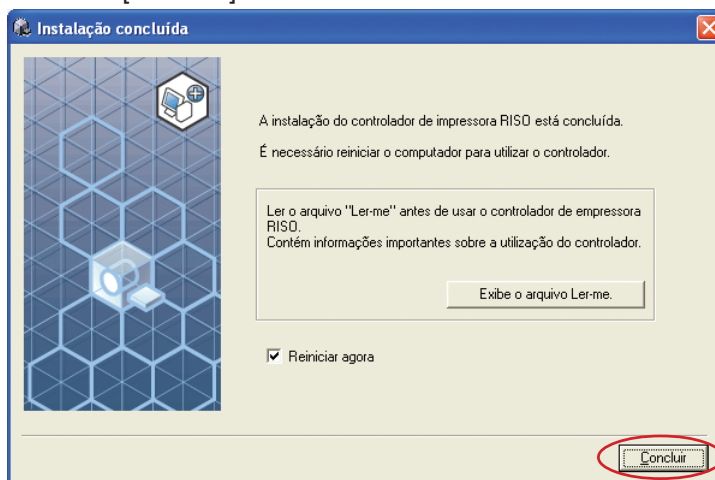 Instalação concluída
A instalação do controlador de impressora RISO está concluída.
É necessário reiniciar o computador para utilizar o controlador.
Ler o arquivo "Ler-me" antes de usar o controlador de empressora
RISO.
Contém informações importantes sobre a utilização do controlador.
Exibe o arquivo Ler-me.
Reiniciar agora
Concluir